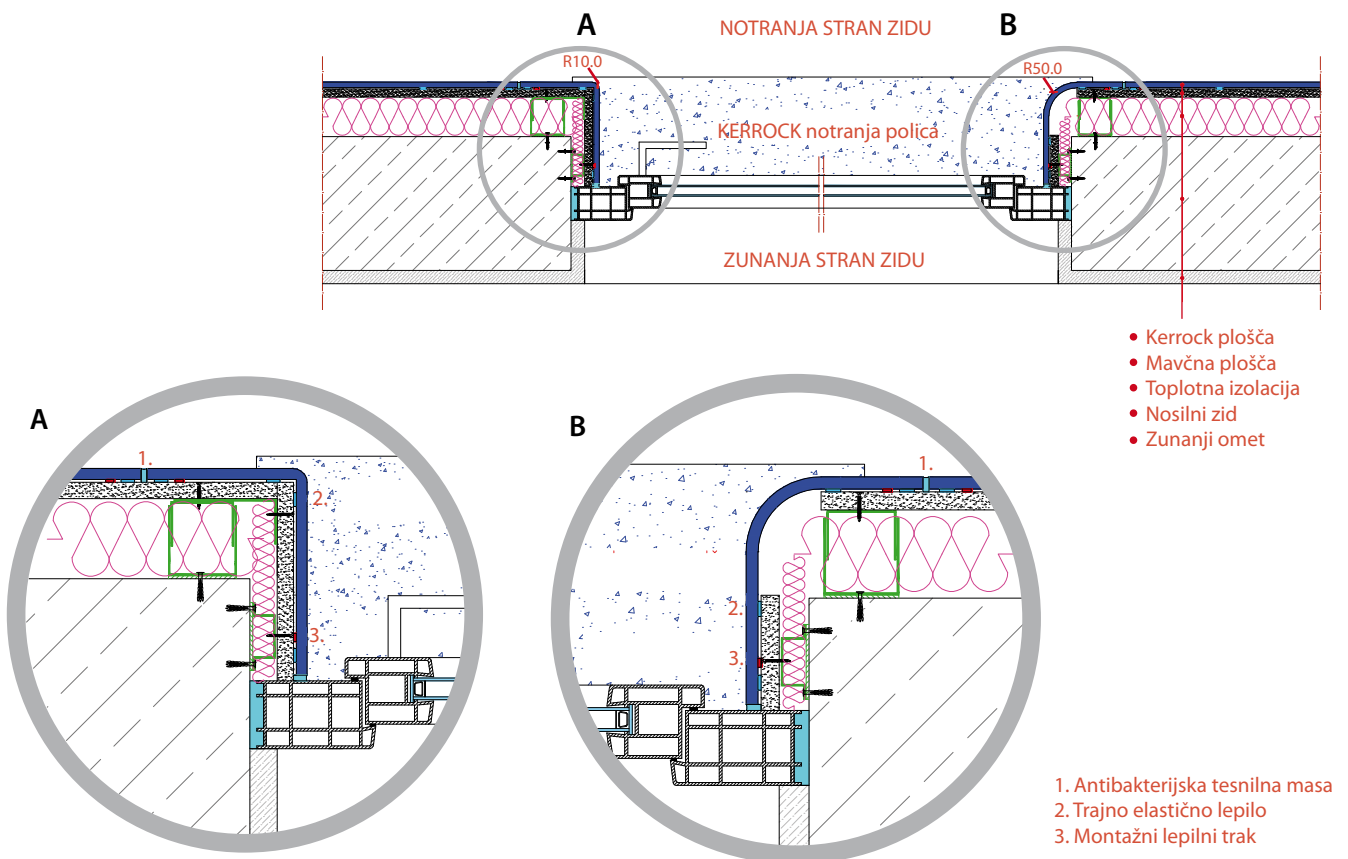 A
NOTRANJA STRAN ZIDU
B
R10.0
R50.0
KERROCK notranja polica
ZUNANJA STRAN ZIDU
• Kerrock plošča
• Mavčna plošča
• Toplotna izolacija
• Nosilni zid
• Zunanji omet
A
1.
2.
3.
B
1.
2.
3.
1. Antibakterijska tesnilna masa
2. Trajno elastično lepilo
3. Montažni lepilni trak